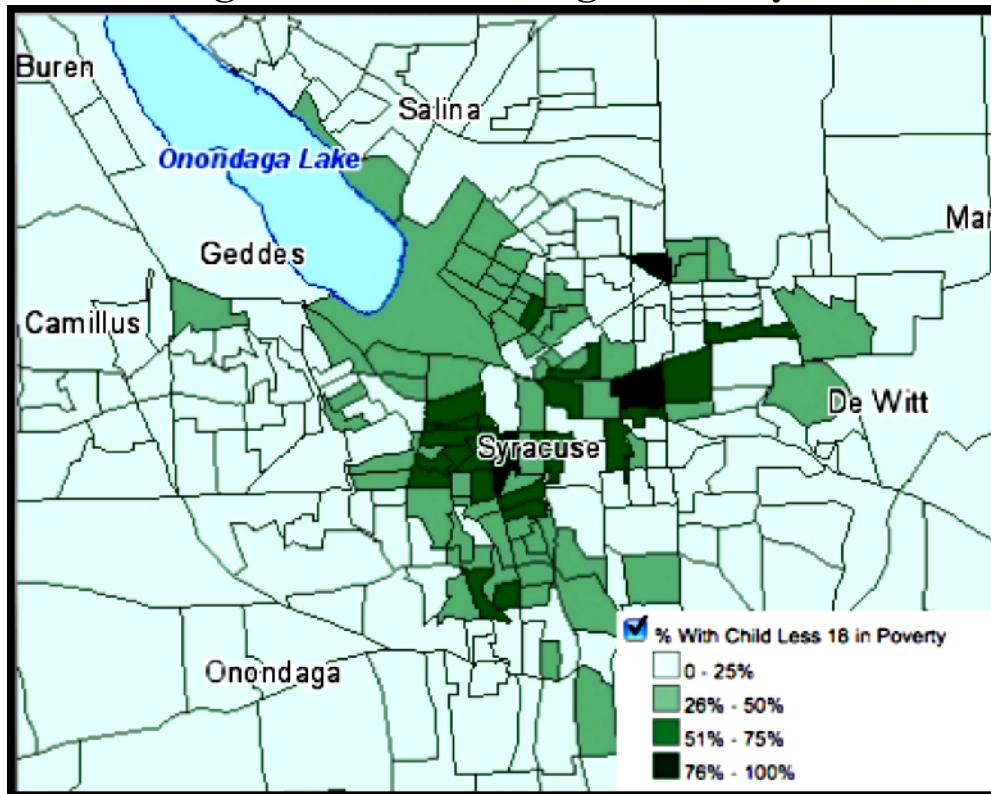 Buren
Salina
Onondaga Lake
Mar
Geddes
Camillus
De Witt
Syracuse
Onondaga
% With Child Less 18 in Poverty
0 - 25%
26% - 50%
51% - 75%
76% - 100%